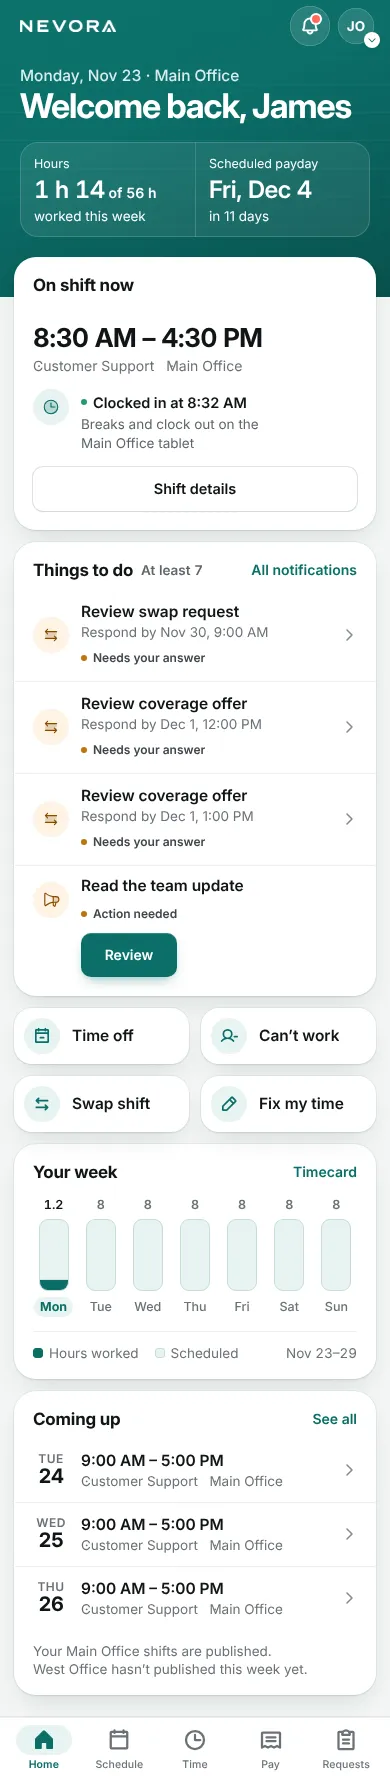 NEVORA
JO
Monday, Nov 23 · Main Office
Welcome back, James
Hours
1 h 14 of 56 h
worked this week
Scheduled payday
Fri, Dec 4
in 11 days
On shift now
8:30 AM – 4:30 PM
Customer Support Main Office
Clocked in at 8:32 AM
Breaks and clock out on the
Main Office tablet
Shift details
Things to do At least 7 All notifications
Review swap request
Respond by Nov 30, 9:00 AM
Needs your answer
Review coverage offer
Respond by Dec 1, 12:00 PM
Needs your answer
Review coverage offer
Respond by Dec 1, 1:00 PM
Needs your answer
Read the team update
Action needed
Review
Time off
Can't work
Swap shift
Fix my time
Your week Timecard
1.2 8 8 8 8 8 8
Mon Tue Wed Thu Fri Sat Sun
Hours worked Scheduled Nov 23–29
Coming up See all
TUE
24
9:00 AM – 5:00 PM
Customer Support Main Office
WED
25
9:00 AM – 5:00 PM
Customer Support Main Office
THU
26
9:00 AM – 5:00 PM
Customer Support Main Office
Your Main Office shifts are published.
West Office hasn't published this week yet.
Home Schedule Time Pay Requests